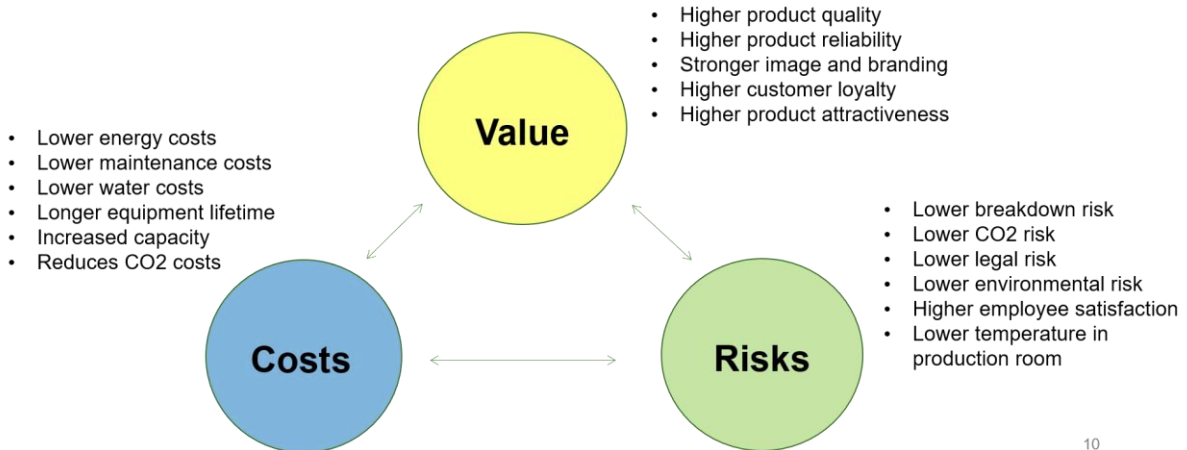 • Higher product quality
• Higher product reliability
• Stronger image and branding
• Higher customer loyalty
• Higher product attractiveness
Value
• Lower energy costs
• Lower maintenance costs
• Lower water costs
• Longer equipment lifetime
• Increased capacity
• Reduces CO2 costs
• Lower breakdown risk
• Lower CO2 risk
• Lower legal risk
• Lower environmental risk
• Higher employee satisfaction
• Lower temperature in
production room
Costs
Risks
10